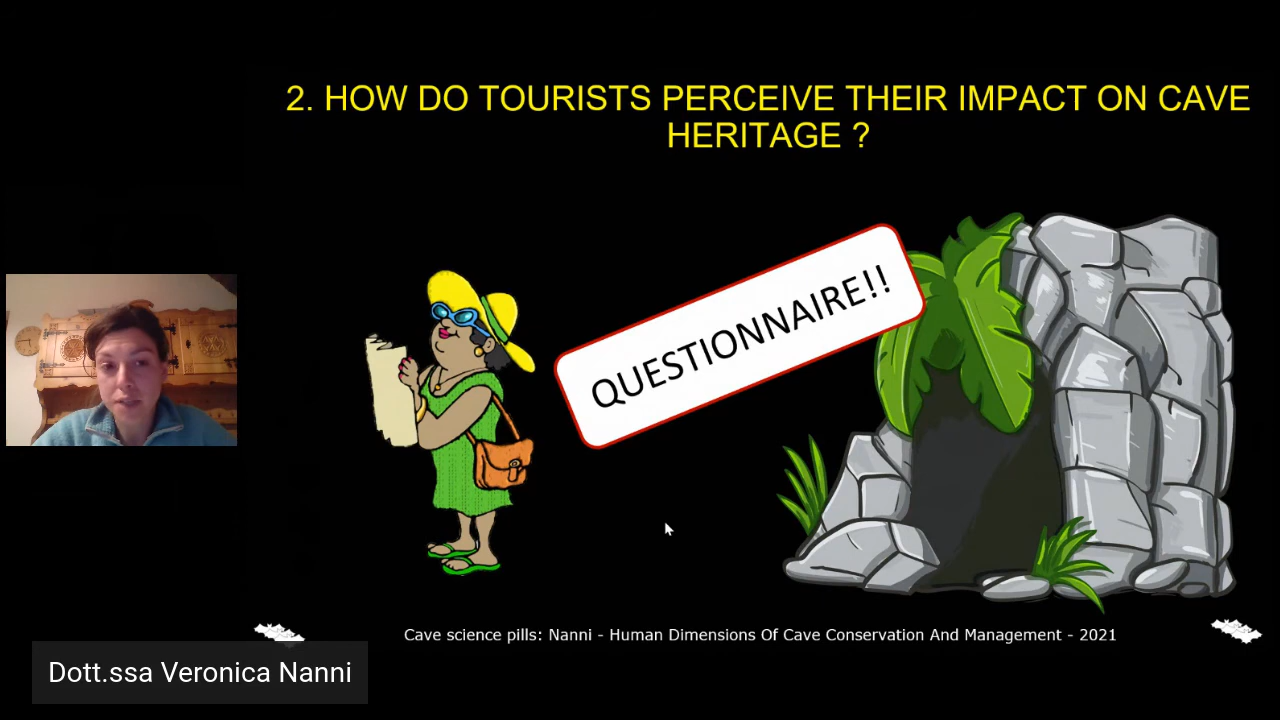 2. HOW DO TOURISTS PERCEIVE THEIR IMPACT ON CAVE
HERITAGE ?
QUESTIONNAIRE!!
Cave science pills: Nanni - Human Dimensions Of Cave Conservation And Management - 2021
Dott.ssa Veronica Nanni